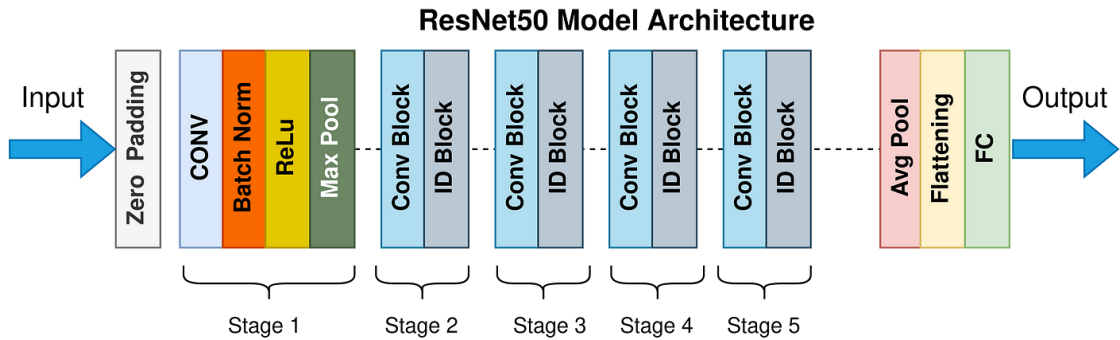 ResNet50 Model Architecture
Input
Zero Padding
CONV
Batch Norm
ReLu
Max Pool
Conv Block
ID Block
Conv Block
ID Block
Conv Block
ID Block
Conv Block
ID Block
Avg Pool
Flattening
FC
Output
Stage 1
Stage 2
Stage 3
Stage 4
Stage 5